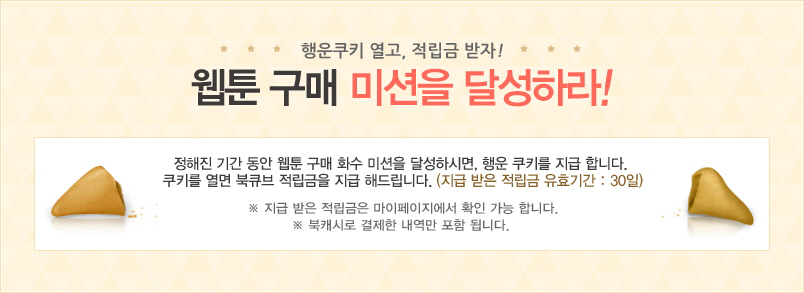 행운쿠키 열고, 적립금 받자!
웹툰 구매 미션을 달성하라!
정해진 기간 동안 웹툰 구매 화수 미션을 달성하시면, 행운 쿠키를 지급 합니다.
쿠키를 열면 북큐브 적립금을 지급 해드립니다. (지급 받은 적립금 유효기간 : 30일)
※ 지급 받은 적립금은 마이페이지에서 확인 가능 합니다.
※ 북캐시로 결제한 내역만 포함 됩니다.